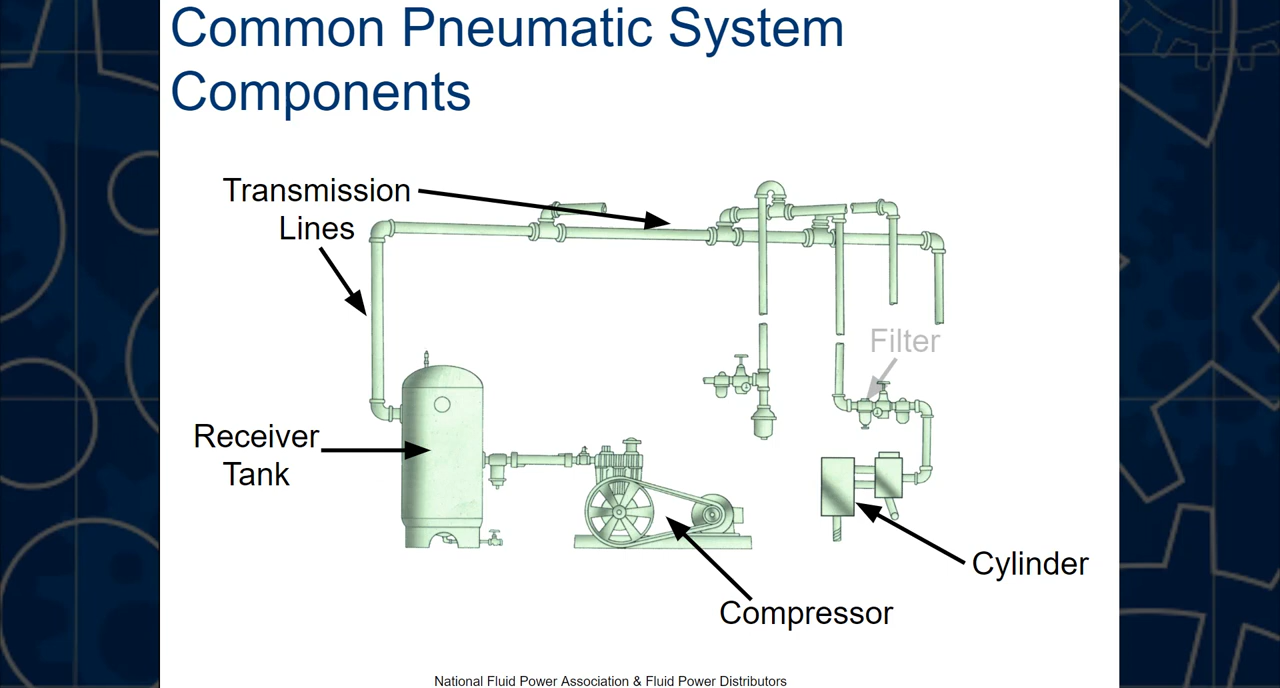 Common Pneumatic System
Components
Transmission
Lines
Filter
Receiver
Tank
Cylinder
Compressor
National Fluid Power Association & Fluid Power Distributors